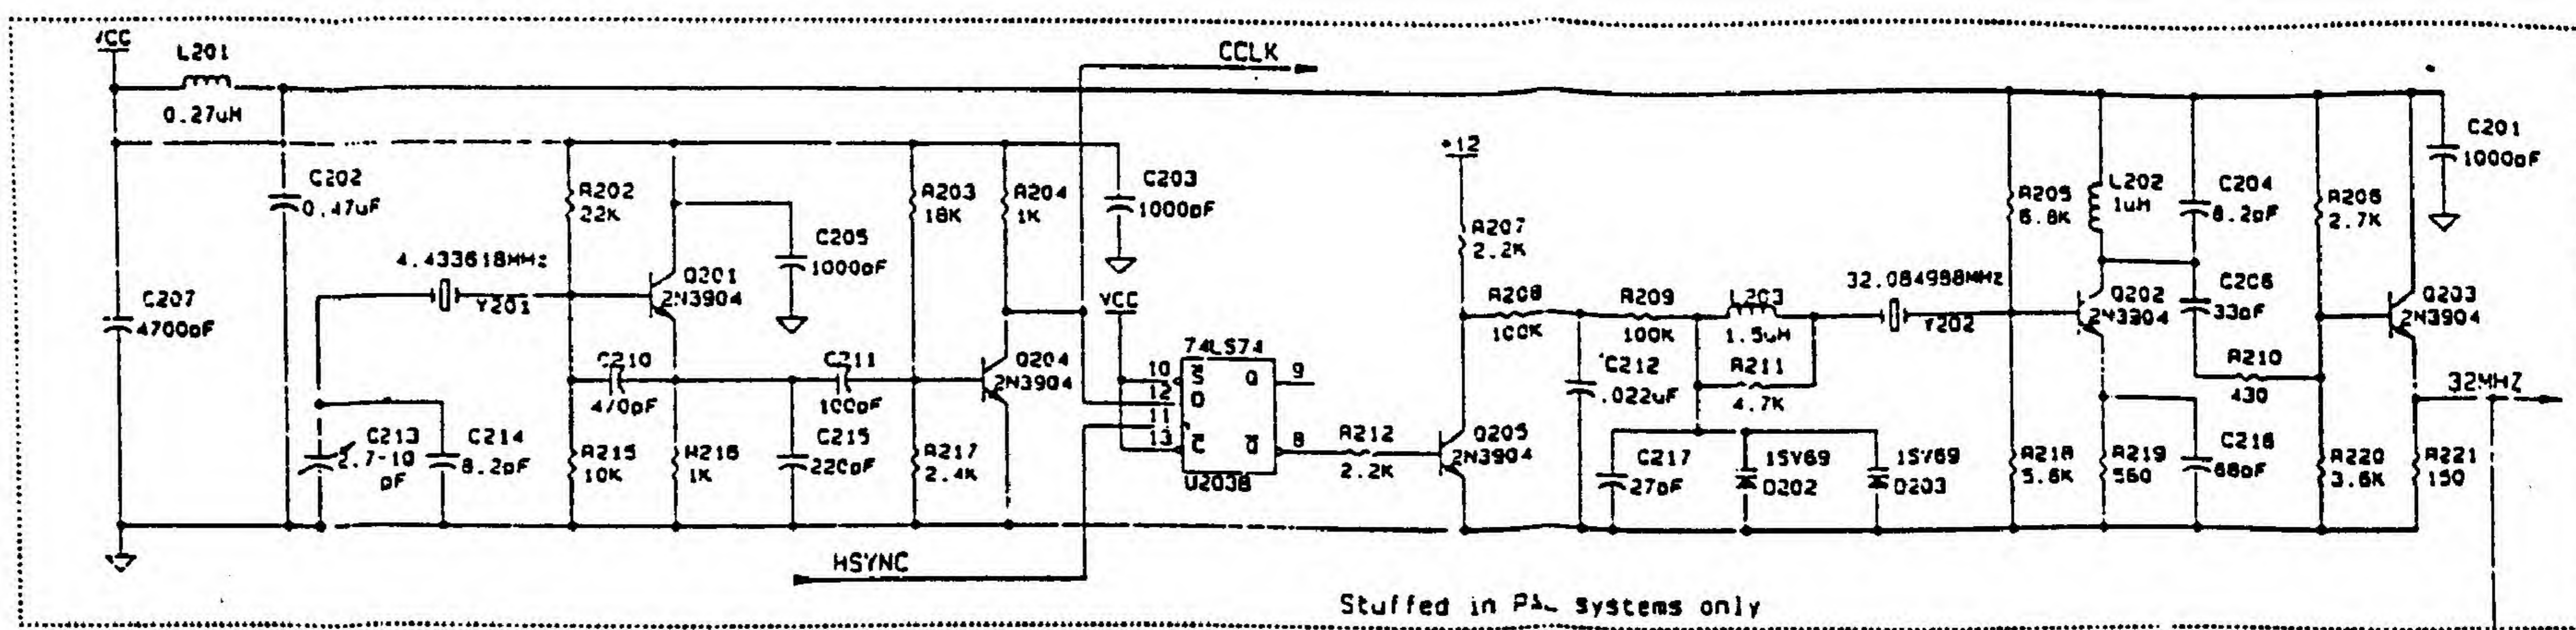 VCC
L201
0.27uH
CCLK
C202
0.47uF
R202
22K
C205
1000pF
R203
18K
R204
1K
C203
1000pF
+12
R207
2.2K
R205
6.8K
L202
1uH
C204
8.2pF
R206
2.7K
C201
1000pF
4.433618MHz
Y201
Q201
2N3904
C207
4700pF
VCC
R208
100K
R209
100K
L203
1.5uH
32.084988MHz
Y202
Q202
2N3904
C206
33pF
Q203
2N3904
C210
470pF
C211
100pF
Q204
2N3904
74LS74
10
12
11
13
S
D
C
Q
Q
9
8
U203B
C212
.022uF
R211
4.7K
R210
430
32MHZ
C213
2.7-10
pF
C214
8.2pF
R215
10K
R216
1K
C215
220pF
R217
2.4K
R212
2.2K
Q205
2N3904
C217
27pF
1SV69
D202
1SV69
D203
R218
5.6K
R219
560
C216
68pF
R220
3.6K
R221
150
HSYNC
Stuffed in PAL systems only